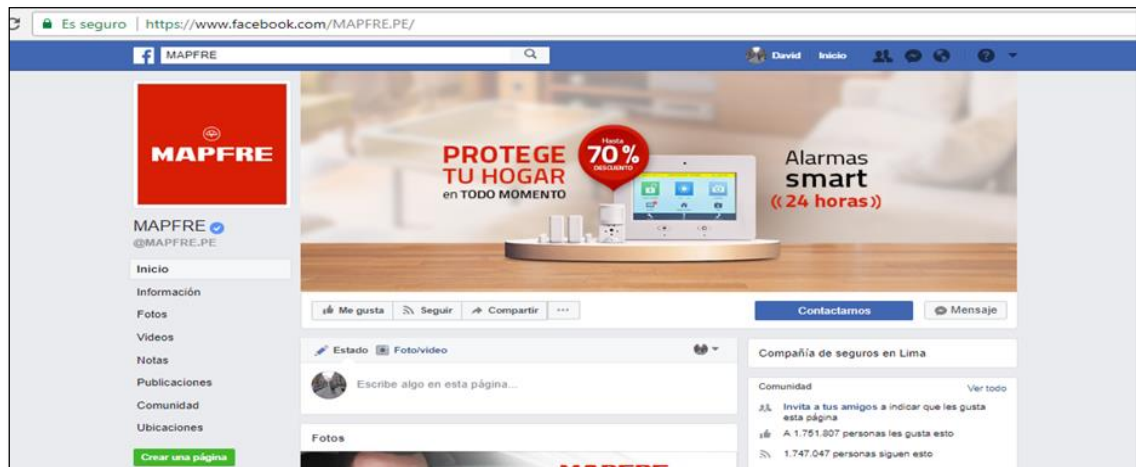 Es seguro | https://www.facebook.com/MAPFRE.PE/
MAPFRE
David Inicio
MAPFRE
PROTEGE
TU HOGAR
en TODO MOMENTO
Hasta
70%
DESCUENTO
Alarmas
smart
((24 horas))
MAPFRE
@MAPFRE.PE
Inicio
Información
Fotos
Videos
Notas
Publicaciones
Comunidad
Ubicaciones
Crear una página
Me gusta Seguir Compartir ...
Contactarnos Mensaje
Estado Foto/video
Escribe algo en esta página...
Fotos
MAPFRE
Compañía de seguros en Lima
Comunidad Ver todo
Invita a tus amigos a indicar que les gusta
esta página
A 1.751.807 personas les gusta esto
1.747.047 personas siguen esto